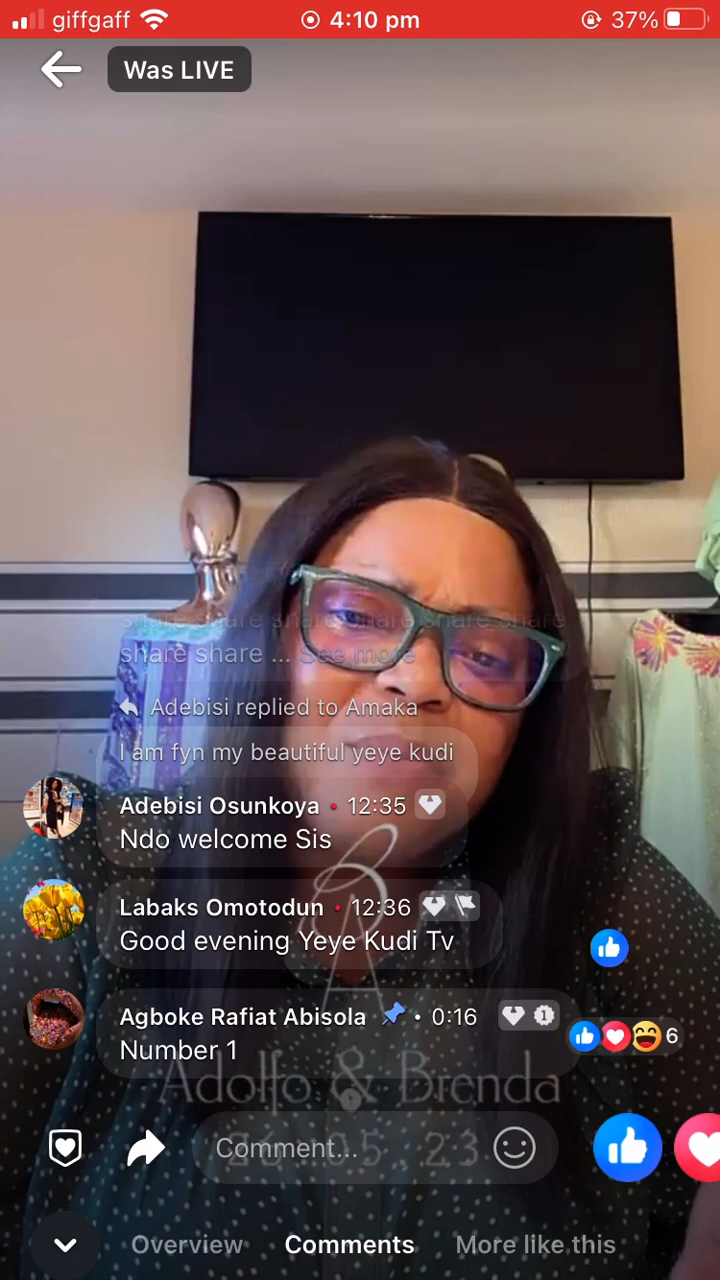 giffgaff 4:10 pm 37%
Was LIVE
share share share share share share
share share ... See more
Adebisi replied to Amaka
I am fyn my beautiful yeye kudi
Adebisi Osunkoya • 12:35
Ndo welcome Sis
Labaks Omotodun • 12:36
Good evening Yeye Kudi Tv
Agboke Rafiat Abisola • 0:16
Number 1
6
Adolfo & Brenda
Comment...
05.23
Overview Comments More like this